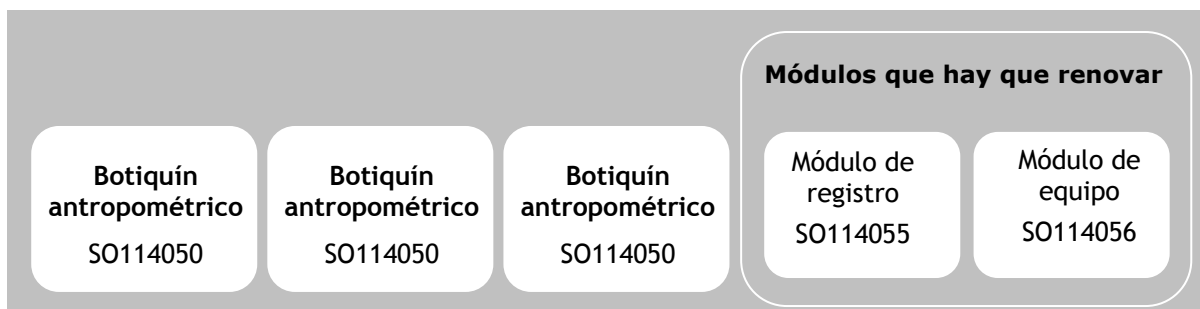 Módulos que hay que renovar
Botiquín
antropométrico
SO114050
Botiquín
antropométrico
SO114050
Botiquín
antropométrico
SO114050
Módulo de
registro
SO114055
Módulo de
equipo
SO114056